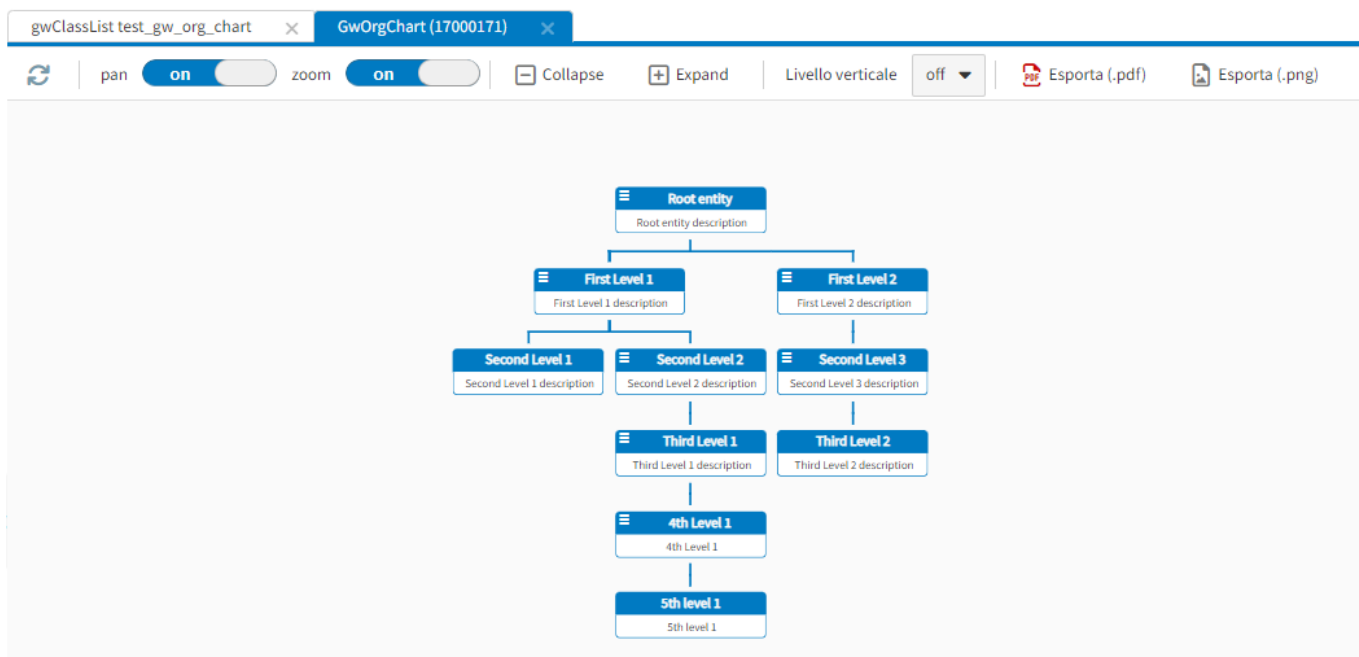 gwClassList test_gw_org_chart
GwOrgChart (17000171)
pan on zoom on Collapse Expand Livello verticale off Esporta (.pdf) Esporta (.png)
Root entity
Root entity description
First Level 1 First Level 2
First Level 1 description First Level 2 description
Second Level 1 Second Level 2 Second Level 3
Second Level 1 description Second Level 2 description Second Level 3 description
Third Level 1 Third Level 2
Third Level 1 description Third Level 2 description
4th Level 1
4th Level 1
5th level 1
5th level 1